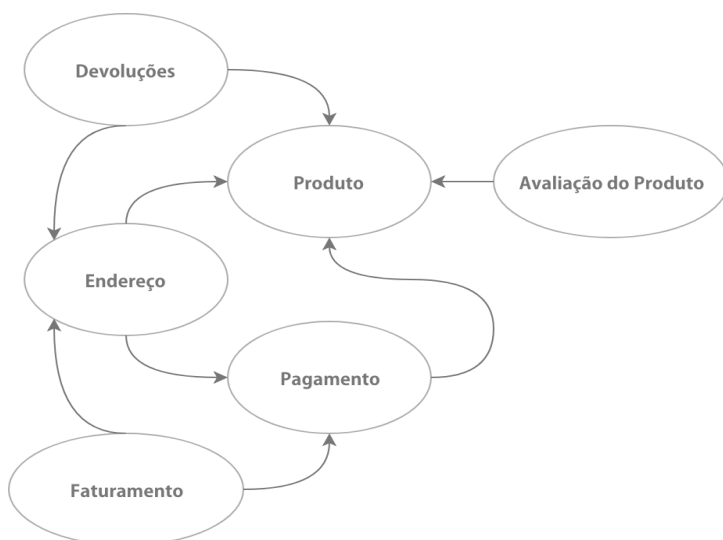 Devoluções
Produto
Avaliação do Produto
Endereço
Pagamento
Faturamento